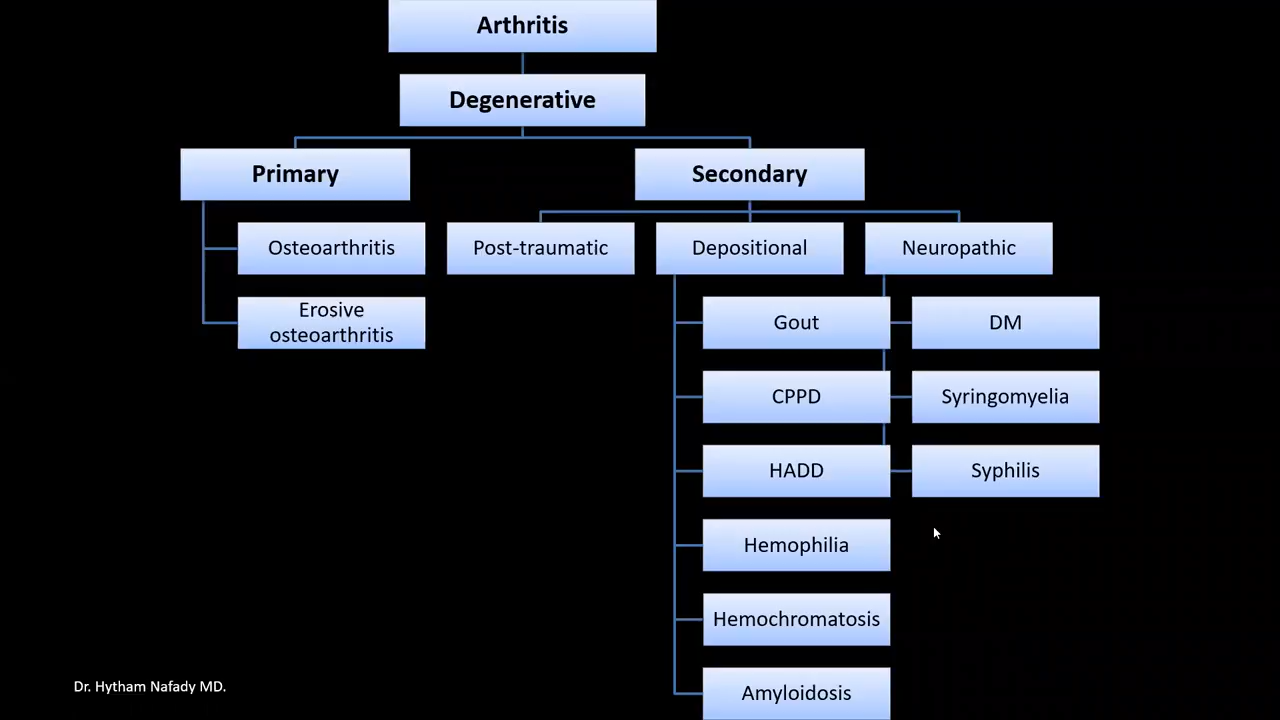 Arthritis
Degenerative
Primary
Secondary
Osteoarthritis
Post-traumatic
Depositional
Neuropathic
Erosive
osteoarthritis
Gout
DM
CPPD
Syringomyelia
HADD
Syphilis
Hemophilia
Hemochromatosis
Amyloidosis
Dr. Hytham Nafady MD.